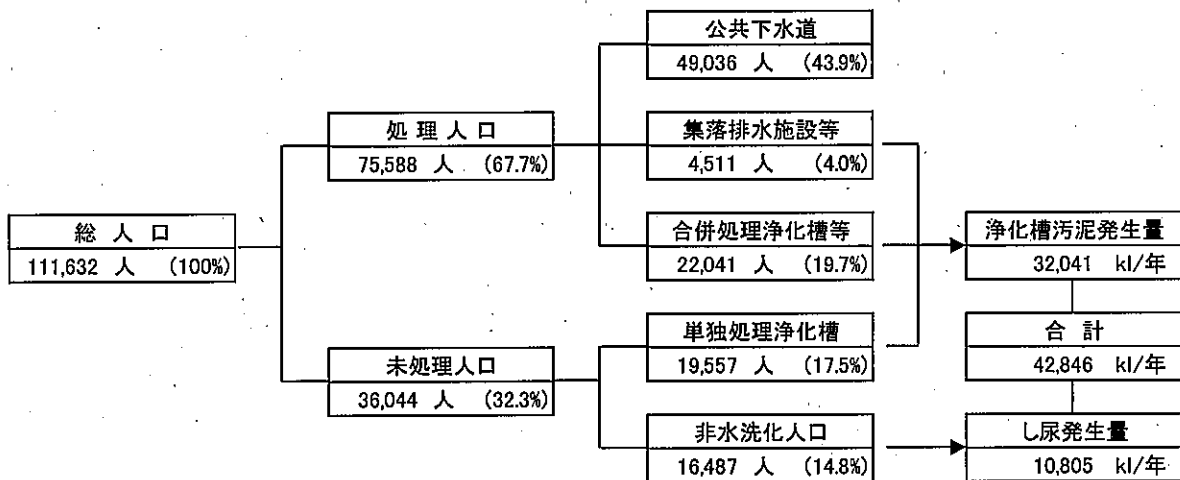 総人口
111,632 人 (100%)
処理人口
75,588 人 (67.7%)
未処理人口
36,044 人 (32.3%)
公共下水道
49,036 人 (43.9%)
集落排水施設等
4,511 人 (4.0%)
合併処理浄化槽等
22,041 人 (19.7%)
単独処理浄化槽
19,557 人 (17.5%)
非水洗化人口
16,487 人 (14.8%)
浄化槽汚泥発生量
32,041 kl/年
合計
42,846 kl/年
し尿発生量
10,805 kl/年